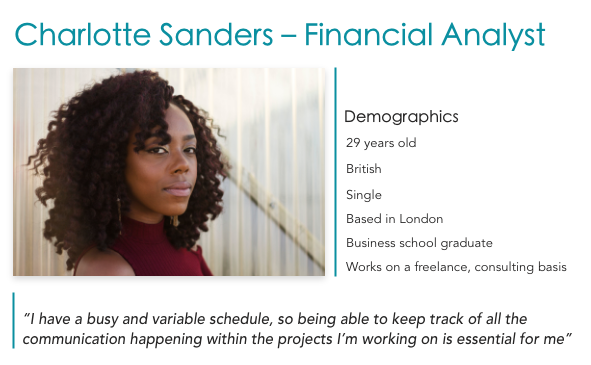 Charlotte Sanders – Financial Analyst
Demographics
29 years old
British
Single
Based in London
Business school graduate
Works on a freelance, consulting basis
“I have a busy and variable schedule, so being able to keep track of all the
communication happening within the projects I’m working on is essential for me”